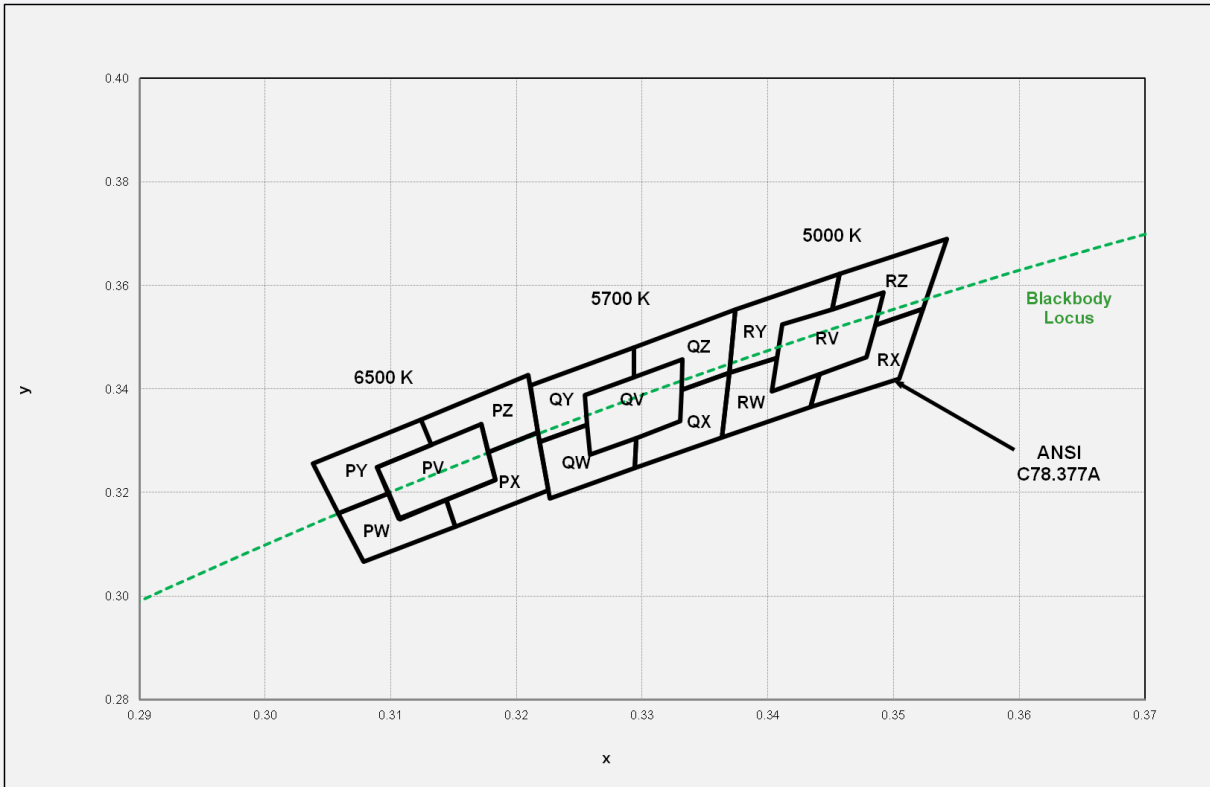 0.40
0.38
5000 K
0.36
RZ
5700 K
Blackbody
Locus
RY
RV
QZ
RX
y
0.34
6500 K
QY
QV
RW
PZ
QX
ANSI
C78.377A
PY
PV
QW
PX
0.32
PW
0.30
0.28
0.29
0.30
0.31
0.32
0.33
0.34
0.35
0.36
0.37
x